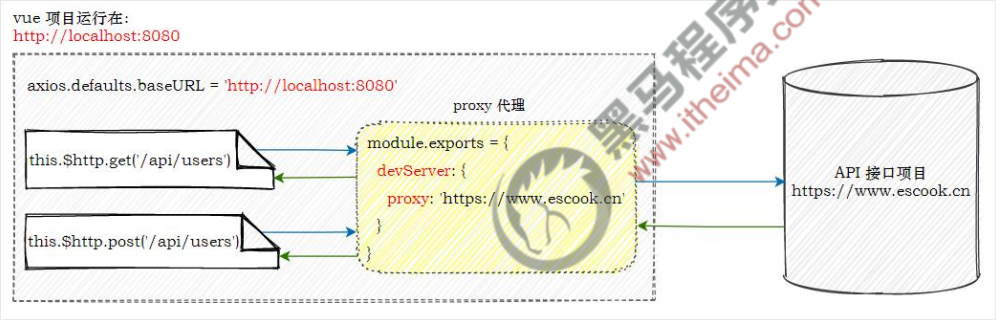 vue 项目运行在:
http://localhost:8080
axios.defaults.baseURL = 'http://localhost:8080'
proxy 代理
this.$http.get('/api/users')
this.$http.post('/api/users')
module.exports = {
devServer: {
proxy: 'https://www.escook.cn'
}
}
API 接口项目
https://www.escook.cn
黑马程序
www.itheima.com